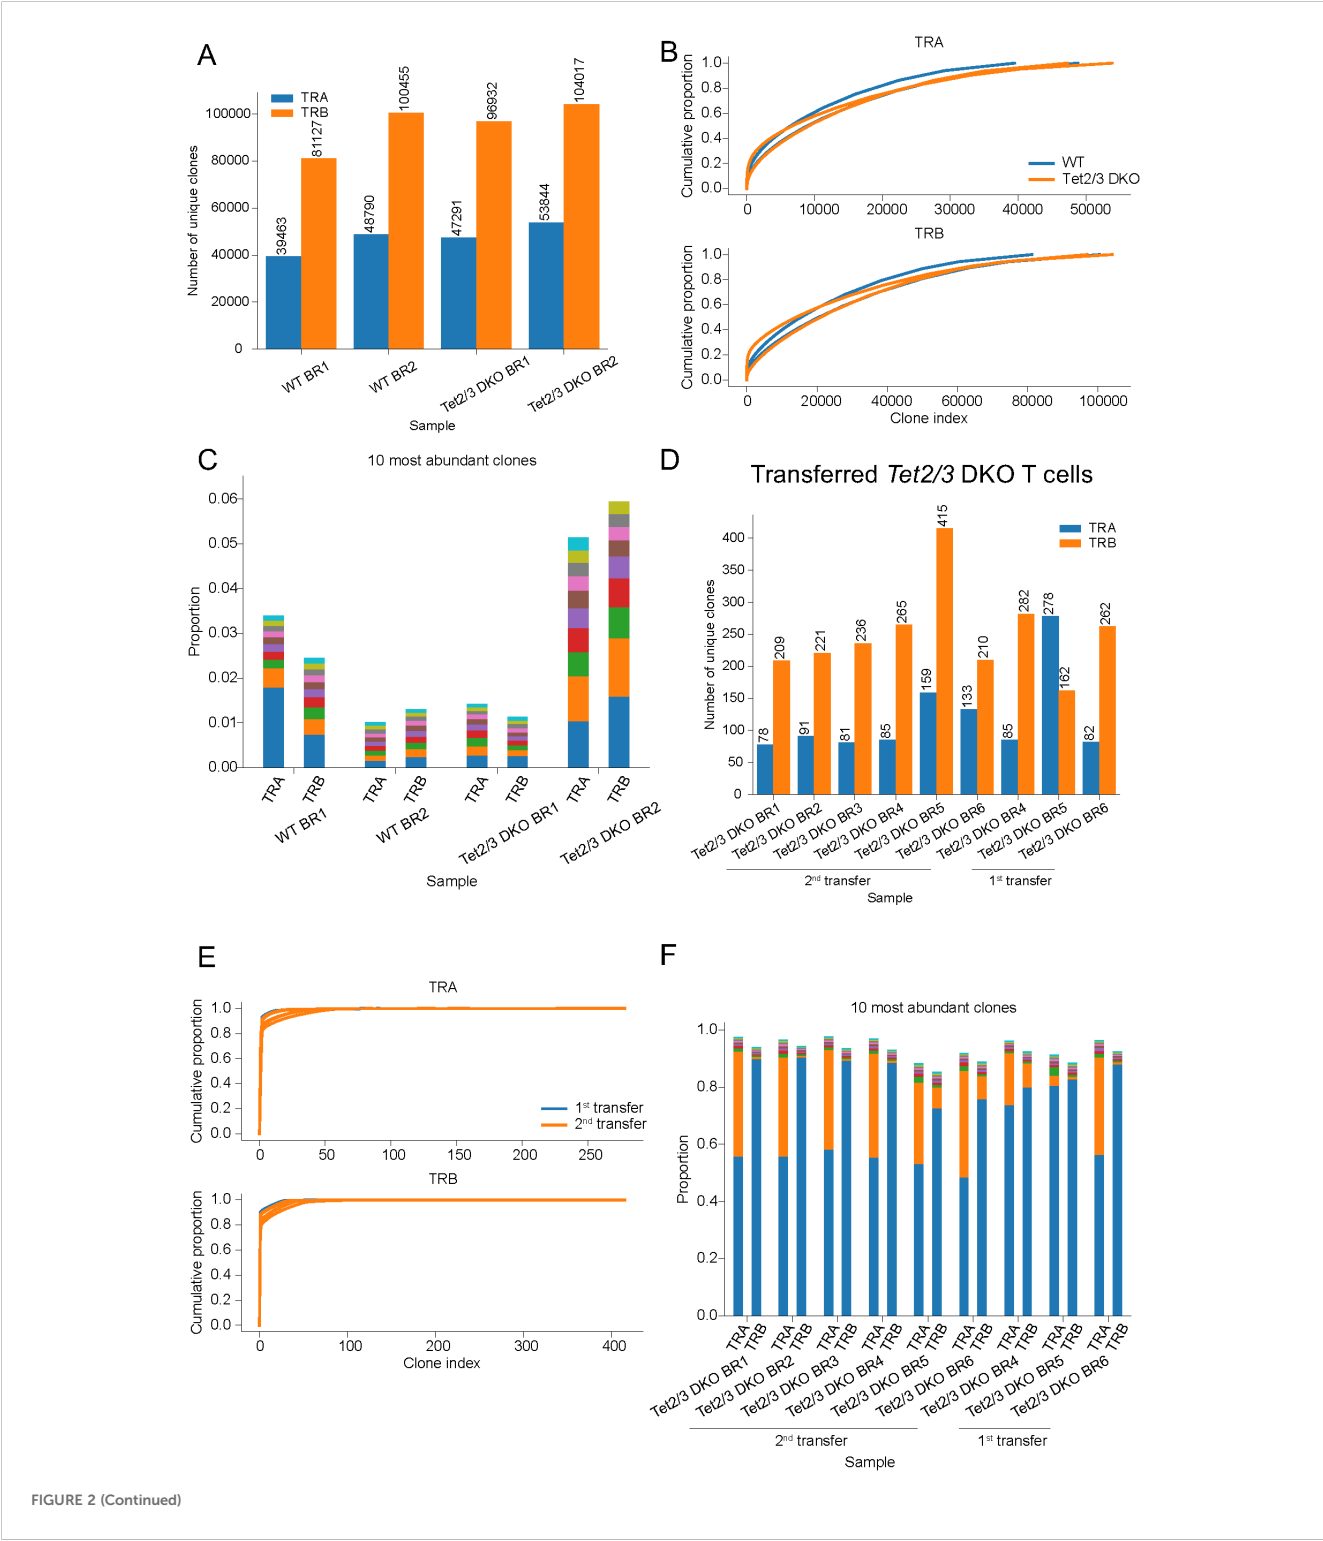 A
TRA
TRB
Number of unique clones
100000
80000
60000
40000
20000
0
39463
81127
48790
100455
47291
96932
53844
104017
WT BR1
WT BR2
Tet2/3 DKO BR1
Tet2/3 DKO BR2
Sample
B
TRA
Cumulative proportion
1.0
0.8
0.6
0.4
0.2
0.0
WT
Tet2/3 DKO
0 10000 20000 30000 40000 50000
TRB
Cumulative proportion
1.0
0.8
0.6
0.4
0.2
0.0
0 20000 40000 60000 80000 100000
Clone index
C
10 most abundant clones
Proportion
0.06
0.05
0.04
0.03
0.02
0.01
0.00
TRA TRB TRA TRB TRA TRB TRA TRB
WT BR1
WT BR2
Tet2/3 DKO BR1
Tet2/3 DKO BR2
Sample
D
Transferred Tet2/3 DKO T cells
TRA
TRB
Number of unique clones
400
350
300
250
200
150
100
50
0
78
209
91
221
81
236
85
265
159
415
133
210
85
282
278
162
82
262
Tet2/3 DKO BR1
Tet2/3 DKO BR2
Tet2/3 DKO BR3
Tet2/3 DKO BR4
Tet2/3 DKO BR5
Tet2/3 DKO BR6
Tet2/3 DKO BR4
Tet2/3 DKO BR5
Tet2/3 DKO BR6
2nd transfer
1st transfer
Sample
E
TRA
Cumulative proportion
1.0
0.8
0.6
0.4
0.2
0.0
1st transfer
2nd transfer
0 50 100 150 200 250
TRB
Cumulative proportion
1.0
0.8
0.6
0.4
0.2
0.0
0 100 200 300 400
Clone index
F
10 most abundant clones
Proportion
1.0
0.8
0.6
0.4
0.2
0.0
TRA TRB TRA TRB TRA TRB TRA TRB TRA TRB TRA TRB TRA TRB TRA TRB TRA TRB
Tet2/3 DKO BR1
Tet2/3 DKO BR2
Tet2/3 DKO BR3
Tet2/3 DKO BR4
Tet2/3 DKO BR5
Tet2/3 DKO BR6
Tet2/3 DKO BR4
Tet2/3 DKO BR5
Tet2/3 DKO BR6
2nd transfer
1st transfer
Sample
FIGURE 2 (Continued)